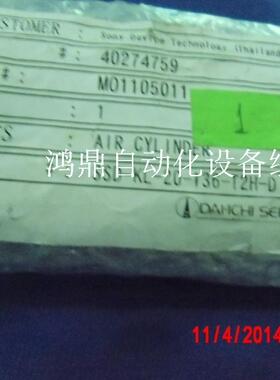 STOMER :
#: 40274759
#: M01105011
: 1
ES : AIR CYLINDER
1
鸿鼎自动化设备
DAIICHI SE
11/4/2014